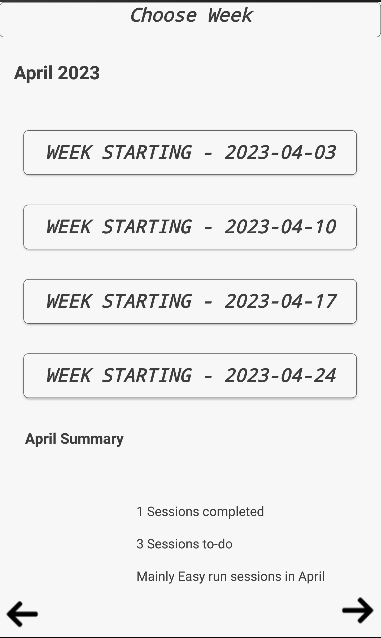 Choose Week
April 2023
WEEK STARTING - 2023-04-03
WEEK STARTING - 2023-04-10
WEEK STARTING - 2023-04-17
WEEK STARTING - 2023-04-24
April Summary
1 Sessions completed
3 Sessions to-do
Mainly Easy run sessions in April